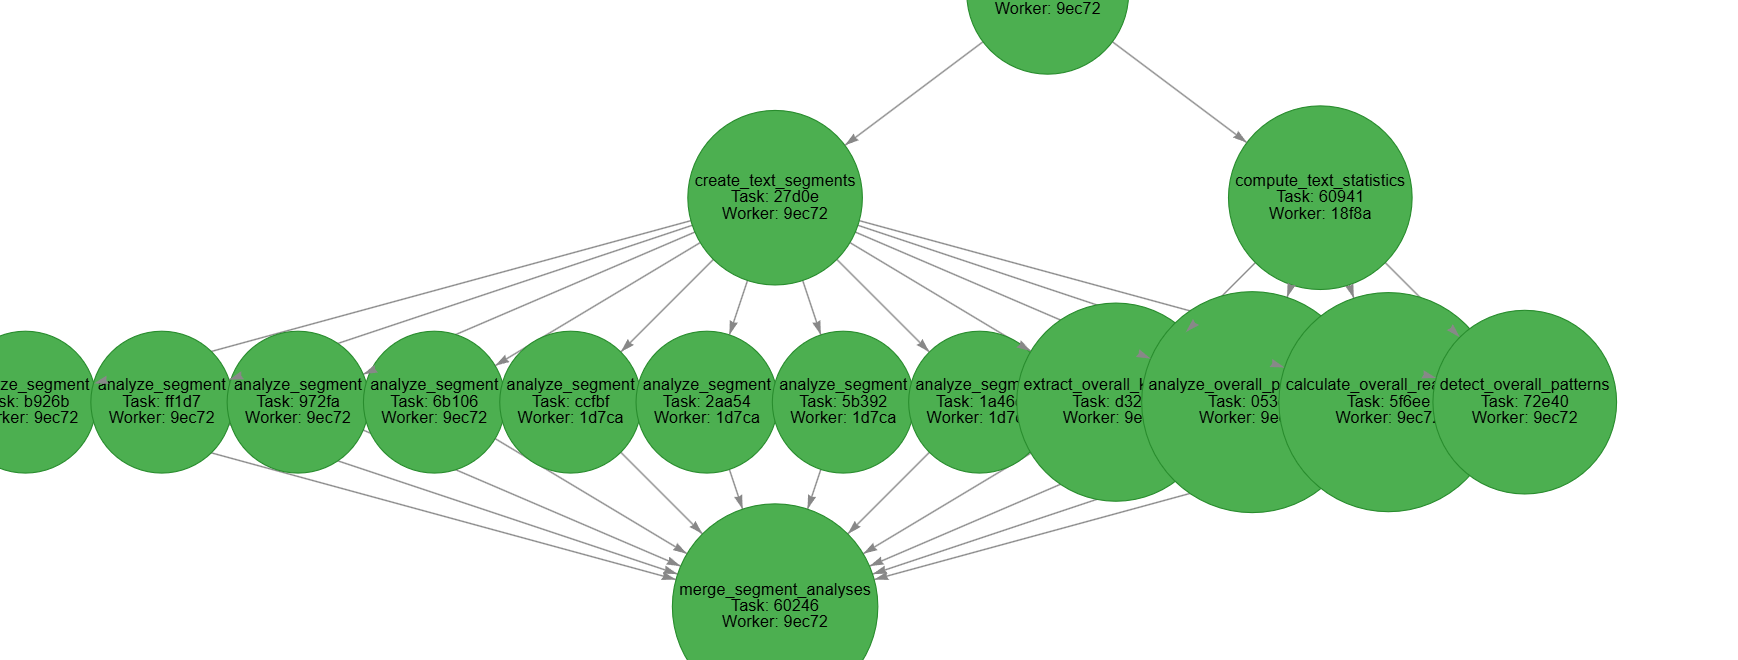 Worker: 9ec72
create_text_segments
Task: 27d0e
Worker: 9ec72
compute_text_statistics
Task: 60941
Worker: 18f8a
ze_segment
sk: b926b
rker: 9ec72
analyze_segment
Task: ff1d7
Worker: 9ec72
analyze_segment
Task: 972fa
Worker: 9ec72
analyze_segment
Task: 6b106
Worker: 9ec72
analyze_segment
Task: ccfbf
Worker: 1d7ca
analyze_segment
Task: 2aa54
Worker: 1d7ca
analyze_segment
Task: 5b392
Worker: 1d7ca
analyze_segm
Task: 1a46
Worker: 1d7
extract_overall_k
Task: d32
Worker: 9e
analyze_overall_p
Task: 053
Worker: 9e
calculate_overall_rea
Task: 5f6ee
Worker: 9ec7
detect_overall_patterns
Task: 72e40
Worker: 9ec72
merge_segment_analyses
Task: 60246
Worker: 9ec72